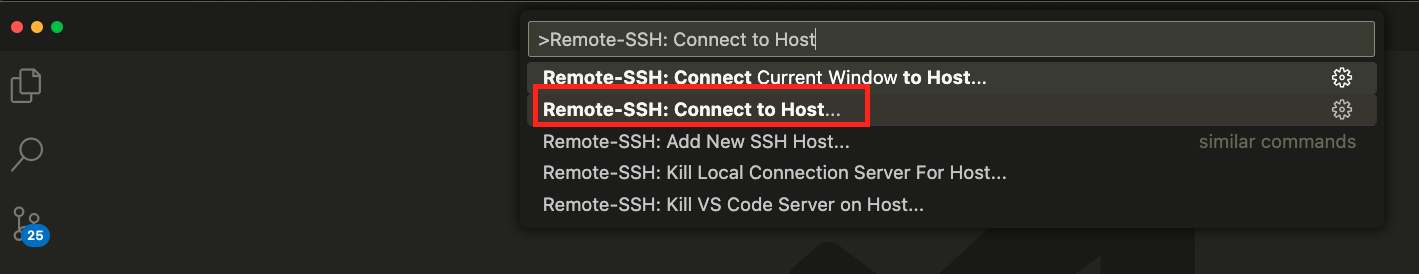 >Remote-SSH: Connect to Host
Remote-SSH: Connect Current Window to Host...
Remote-SSH: Connect to Host...
Remote-SSH: Add New SSH Host... similar commands
Remote-SSH: Kill Local Connection Server For Host...
Remote-SSH: Kill VS Code Server on Host...
25